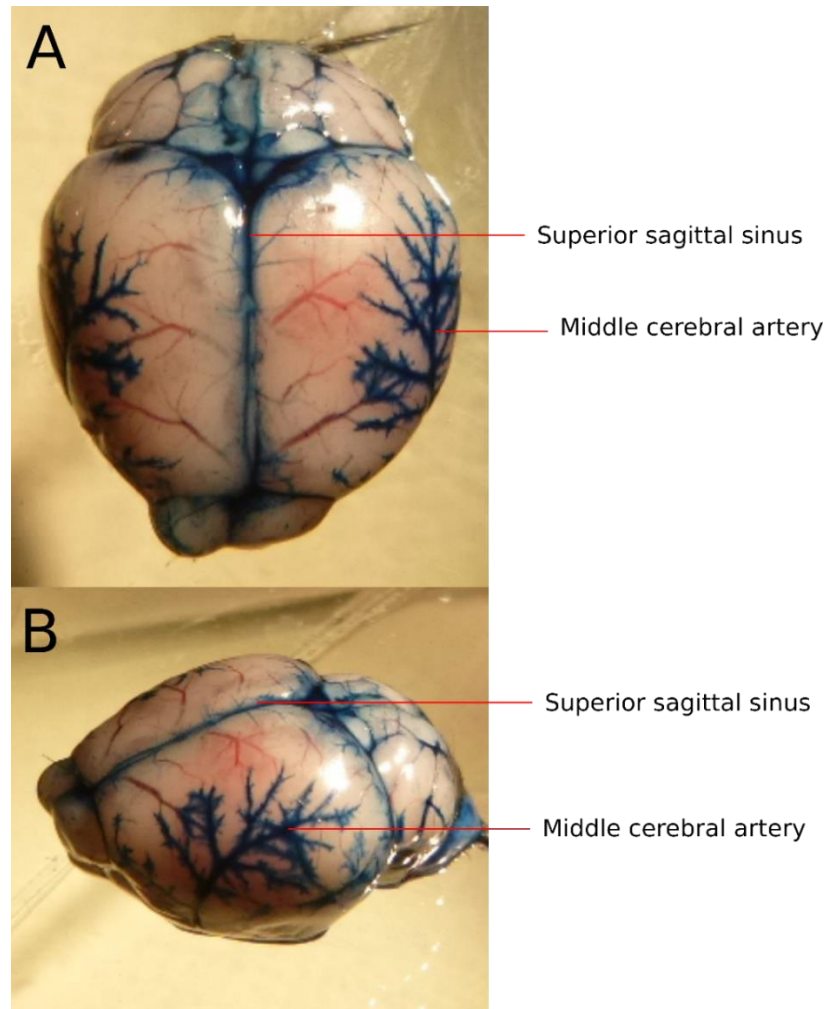 A
Superior sagittal sinus
Middle cerebral artery
B
Superior sagittal sinus
Middle cerebral artery